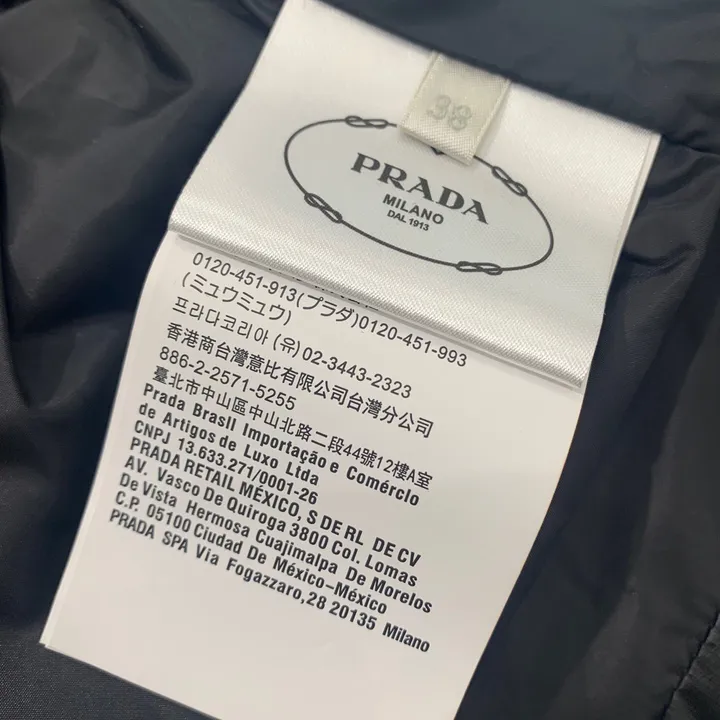 38
PRADA
MILANO
DAL 1913
0120-451-913(プラダ)0120-451-993
(ミュウミュウ)
프라다코리아 (유) 02-3443-2323
香港商台灣意比有限公司台灣分公司
886-2-2571-5255
臺北市中山區中山北路二段44號12樓A室
Prada Brasil Importação e Comércio
de Artigos de Luxo Ltda
CNPJ 13.633.271/0001-26
PRADA RETAIL MÉXICO, S DE RL DE CV
AV. Vasco De Quiroga 3800 Col. Lomas
De Vista Hermosa Cuajimalpa De Morelos
C.P. 05100 Ciudad De México-México
PRADA SPA Via Fogazzaro,28 20135 Milano